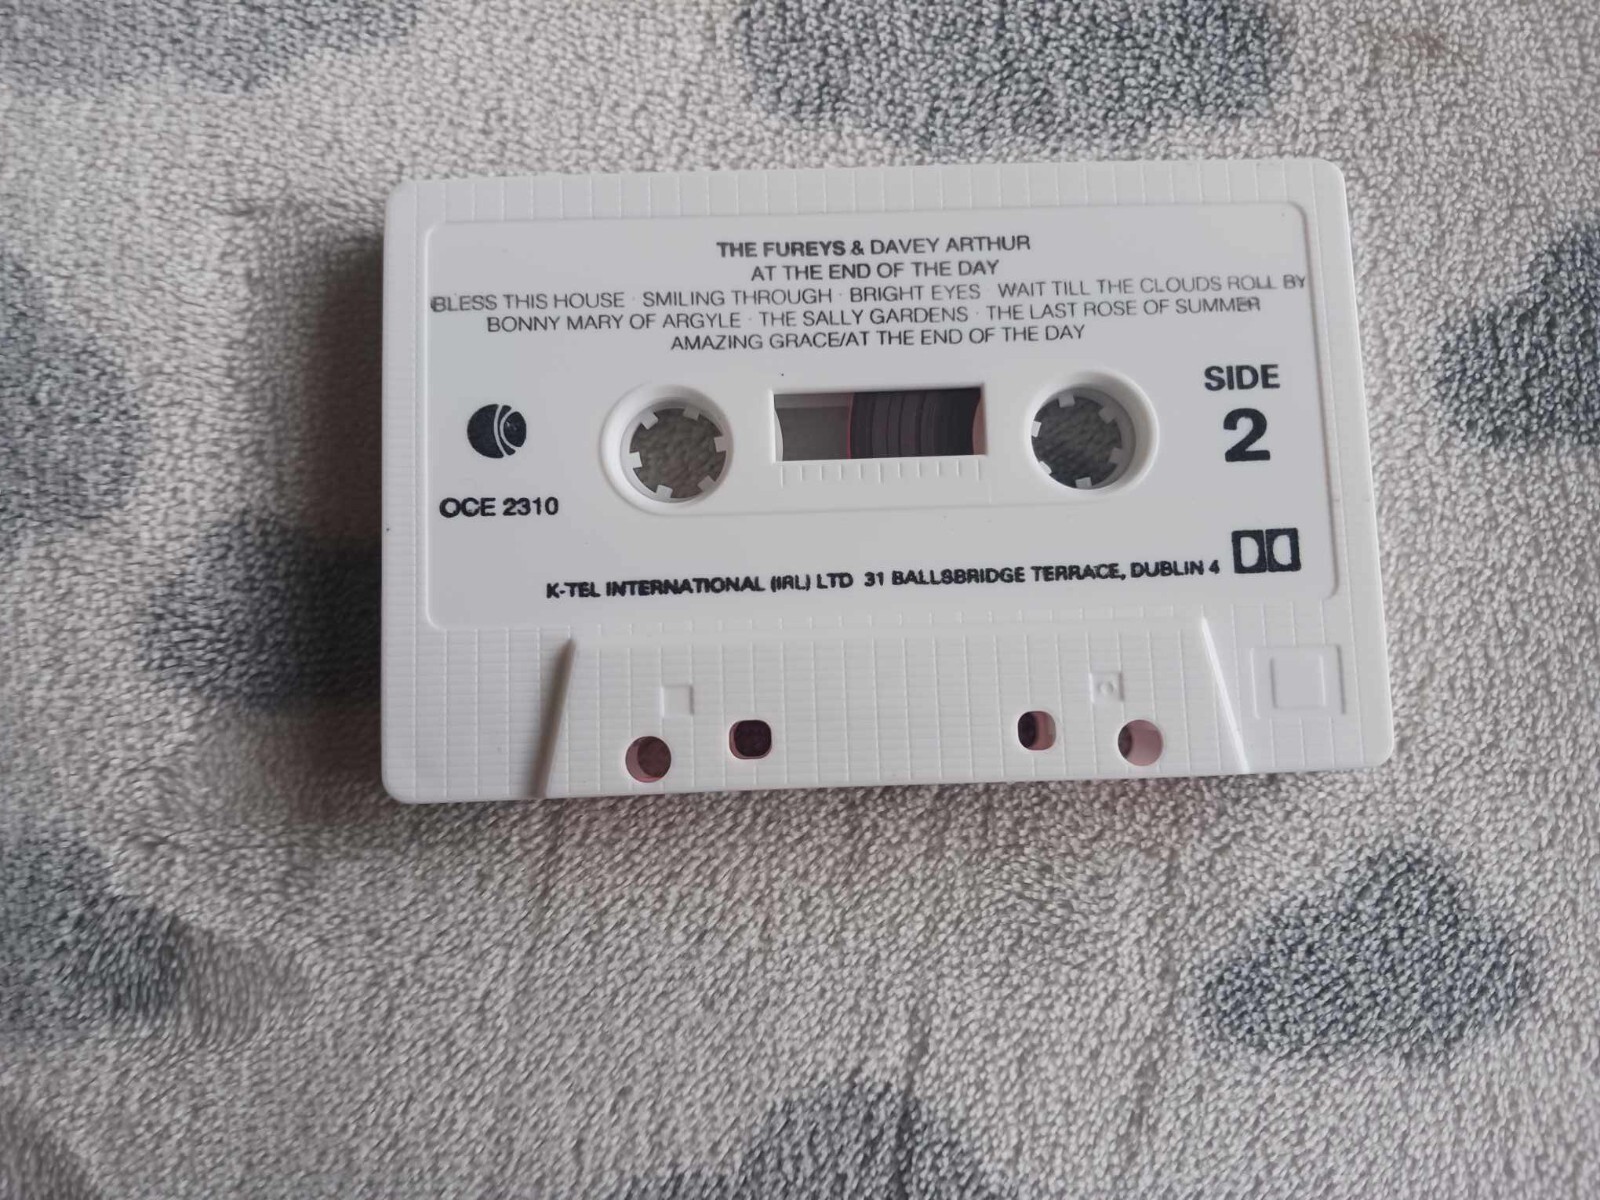 THE FUREYS & DAVEY ARTHUR
AT THE END OF THE DAY
BLESS THIS HOUSE · SMILING THROUGH · BRIGHT EYES WAIT TILL THE CLOUDS ROLL BY
BONNY MARY OF ARGYLE · THE SALLY GARDENS · THE LAST ROSE OF SUMMER
AMAZING GRACE/AT THE END OF THE DAY
SIDE
2
OCE 2310
K-TEL INTERNATIONAL (IRL) LTD 31 BALLSBRIDGE TERRACE, DUBLIN 4